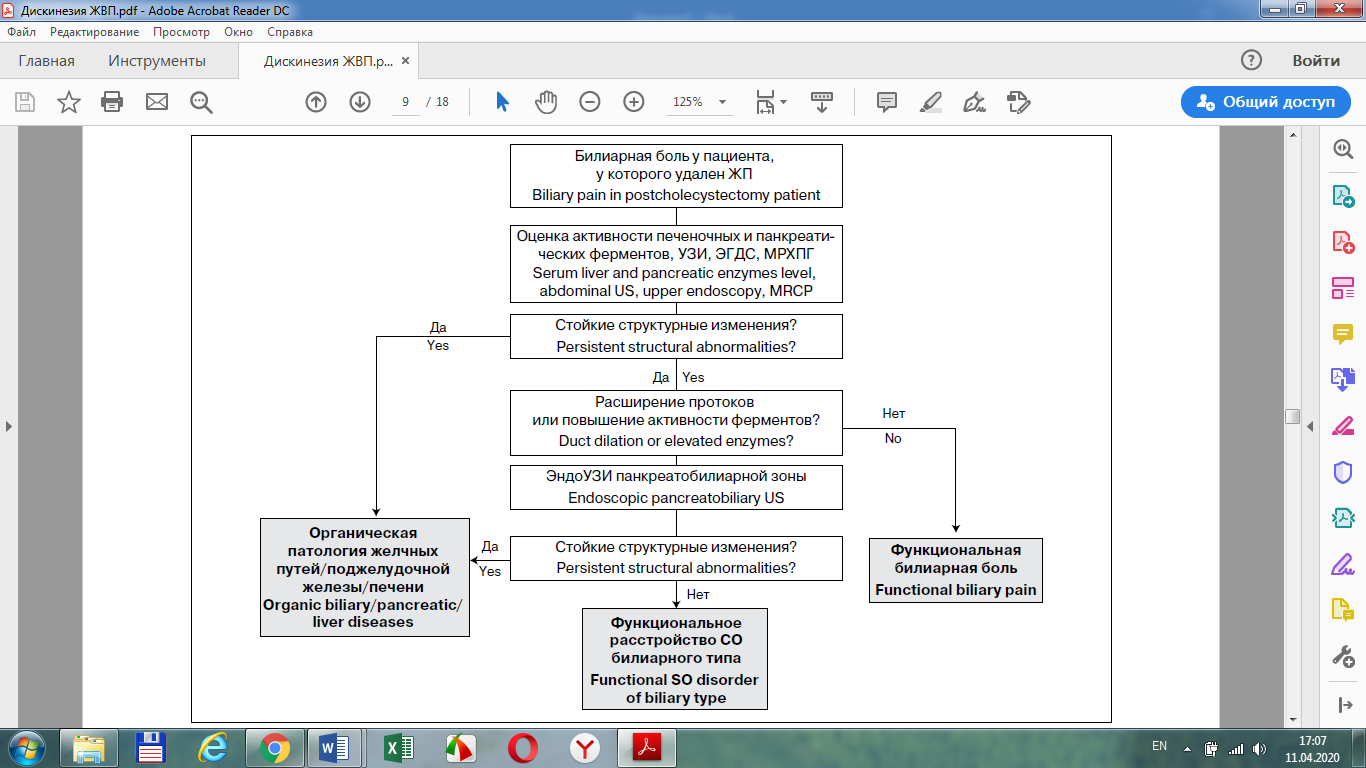 Дискинезия ЖВП.pdf - Adobe Acrobat Reader DC
Файл Редактирование Просмотр Окно Справка
Главная Инструменты Дискинезия ЖВП.p... × Войти
9 / 18 125% Общий доступ
Билиарная боль у пациента,
у которого удален ЖП
Biliary pain in postcholecystectomy patient
Оценка активности печеночных и панкреати-
ческих ферментов, УЗИ, ЭГДС, МРХПГ
Serum liver and pancreatic enzymes level,
abdominal US, upper endoscopy, MRCP
Да
Yes
Стойкие структурные изменения?
Persistent structural abnormalities?
Да Yes
Расширение протоков
или повышение активности ферментов?
Duct dilation or elevated enzymes?
Нет
No
ЭндоУЗИ панкреатобилиарной зоны
Endoscopic pancreatobiliary US
Органическая
патология желчных
путей/поджелудочной
железы/печени
Organic biliary/pancreatic/
liver diseases
Да
Yes
Стойкие структурные изменения?
Persistent structural abnormalities?
Функциональная
билиарная боль
Functional biliary pain
Нет
Функциональное
расстройство СО
билиарного типа
Functional SO disorder
of biliary type
EN
17:07
11.04.2020